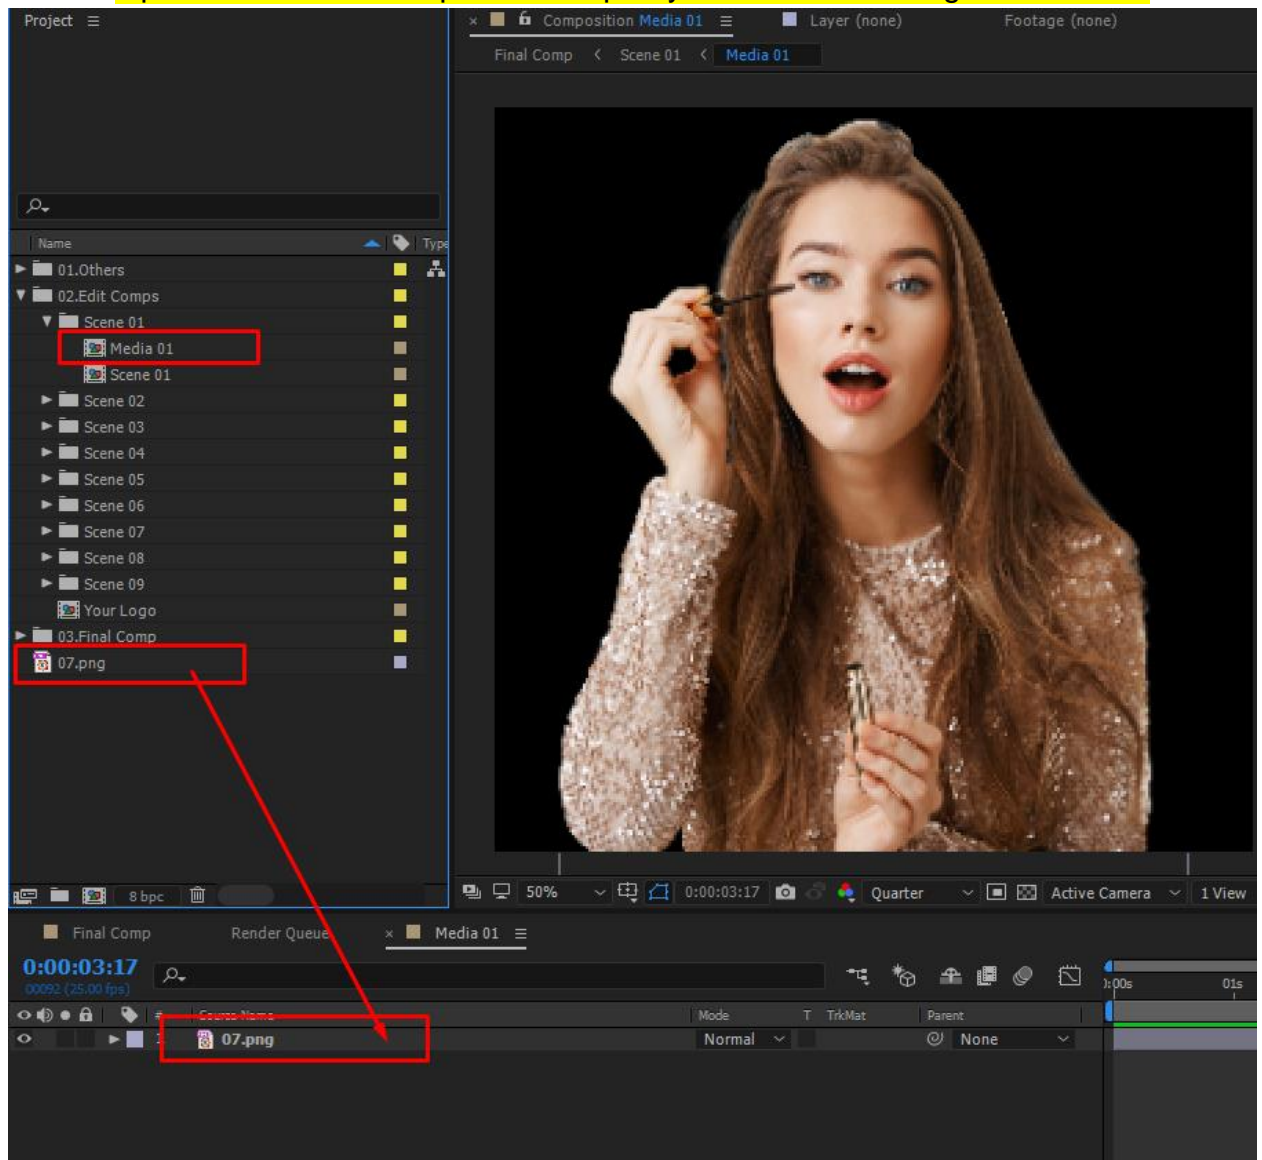 Project
Composition Media 01
Layer (none)
Footage (none)
Final Comp
Scene 01
Media 01
Name
Type
01.Others
02.Edit Comps
Scene 01
Media 01
Scene 01
Scene 02
Scene 03
Scene 04
Scene 05
Scene 06
Scene 07
Scene 08
Scene 09
Your Logo
03.Final Comp
07.png
8 bpc
50%
0:00:03:17
Quarter
Active Camera
1 View
Final Comp
Render Queue
Media 01
0:00:03:17
00092 (25.00 fps)
01s
# Source Name
Mode
T TrkMat
Parent
1 07.png
Normal
None